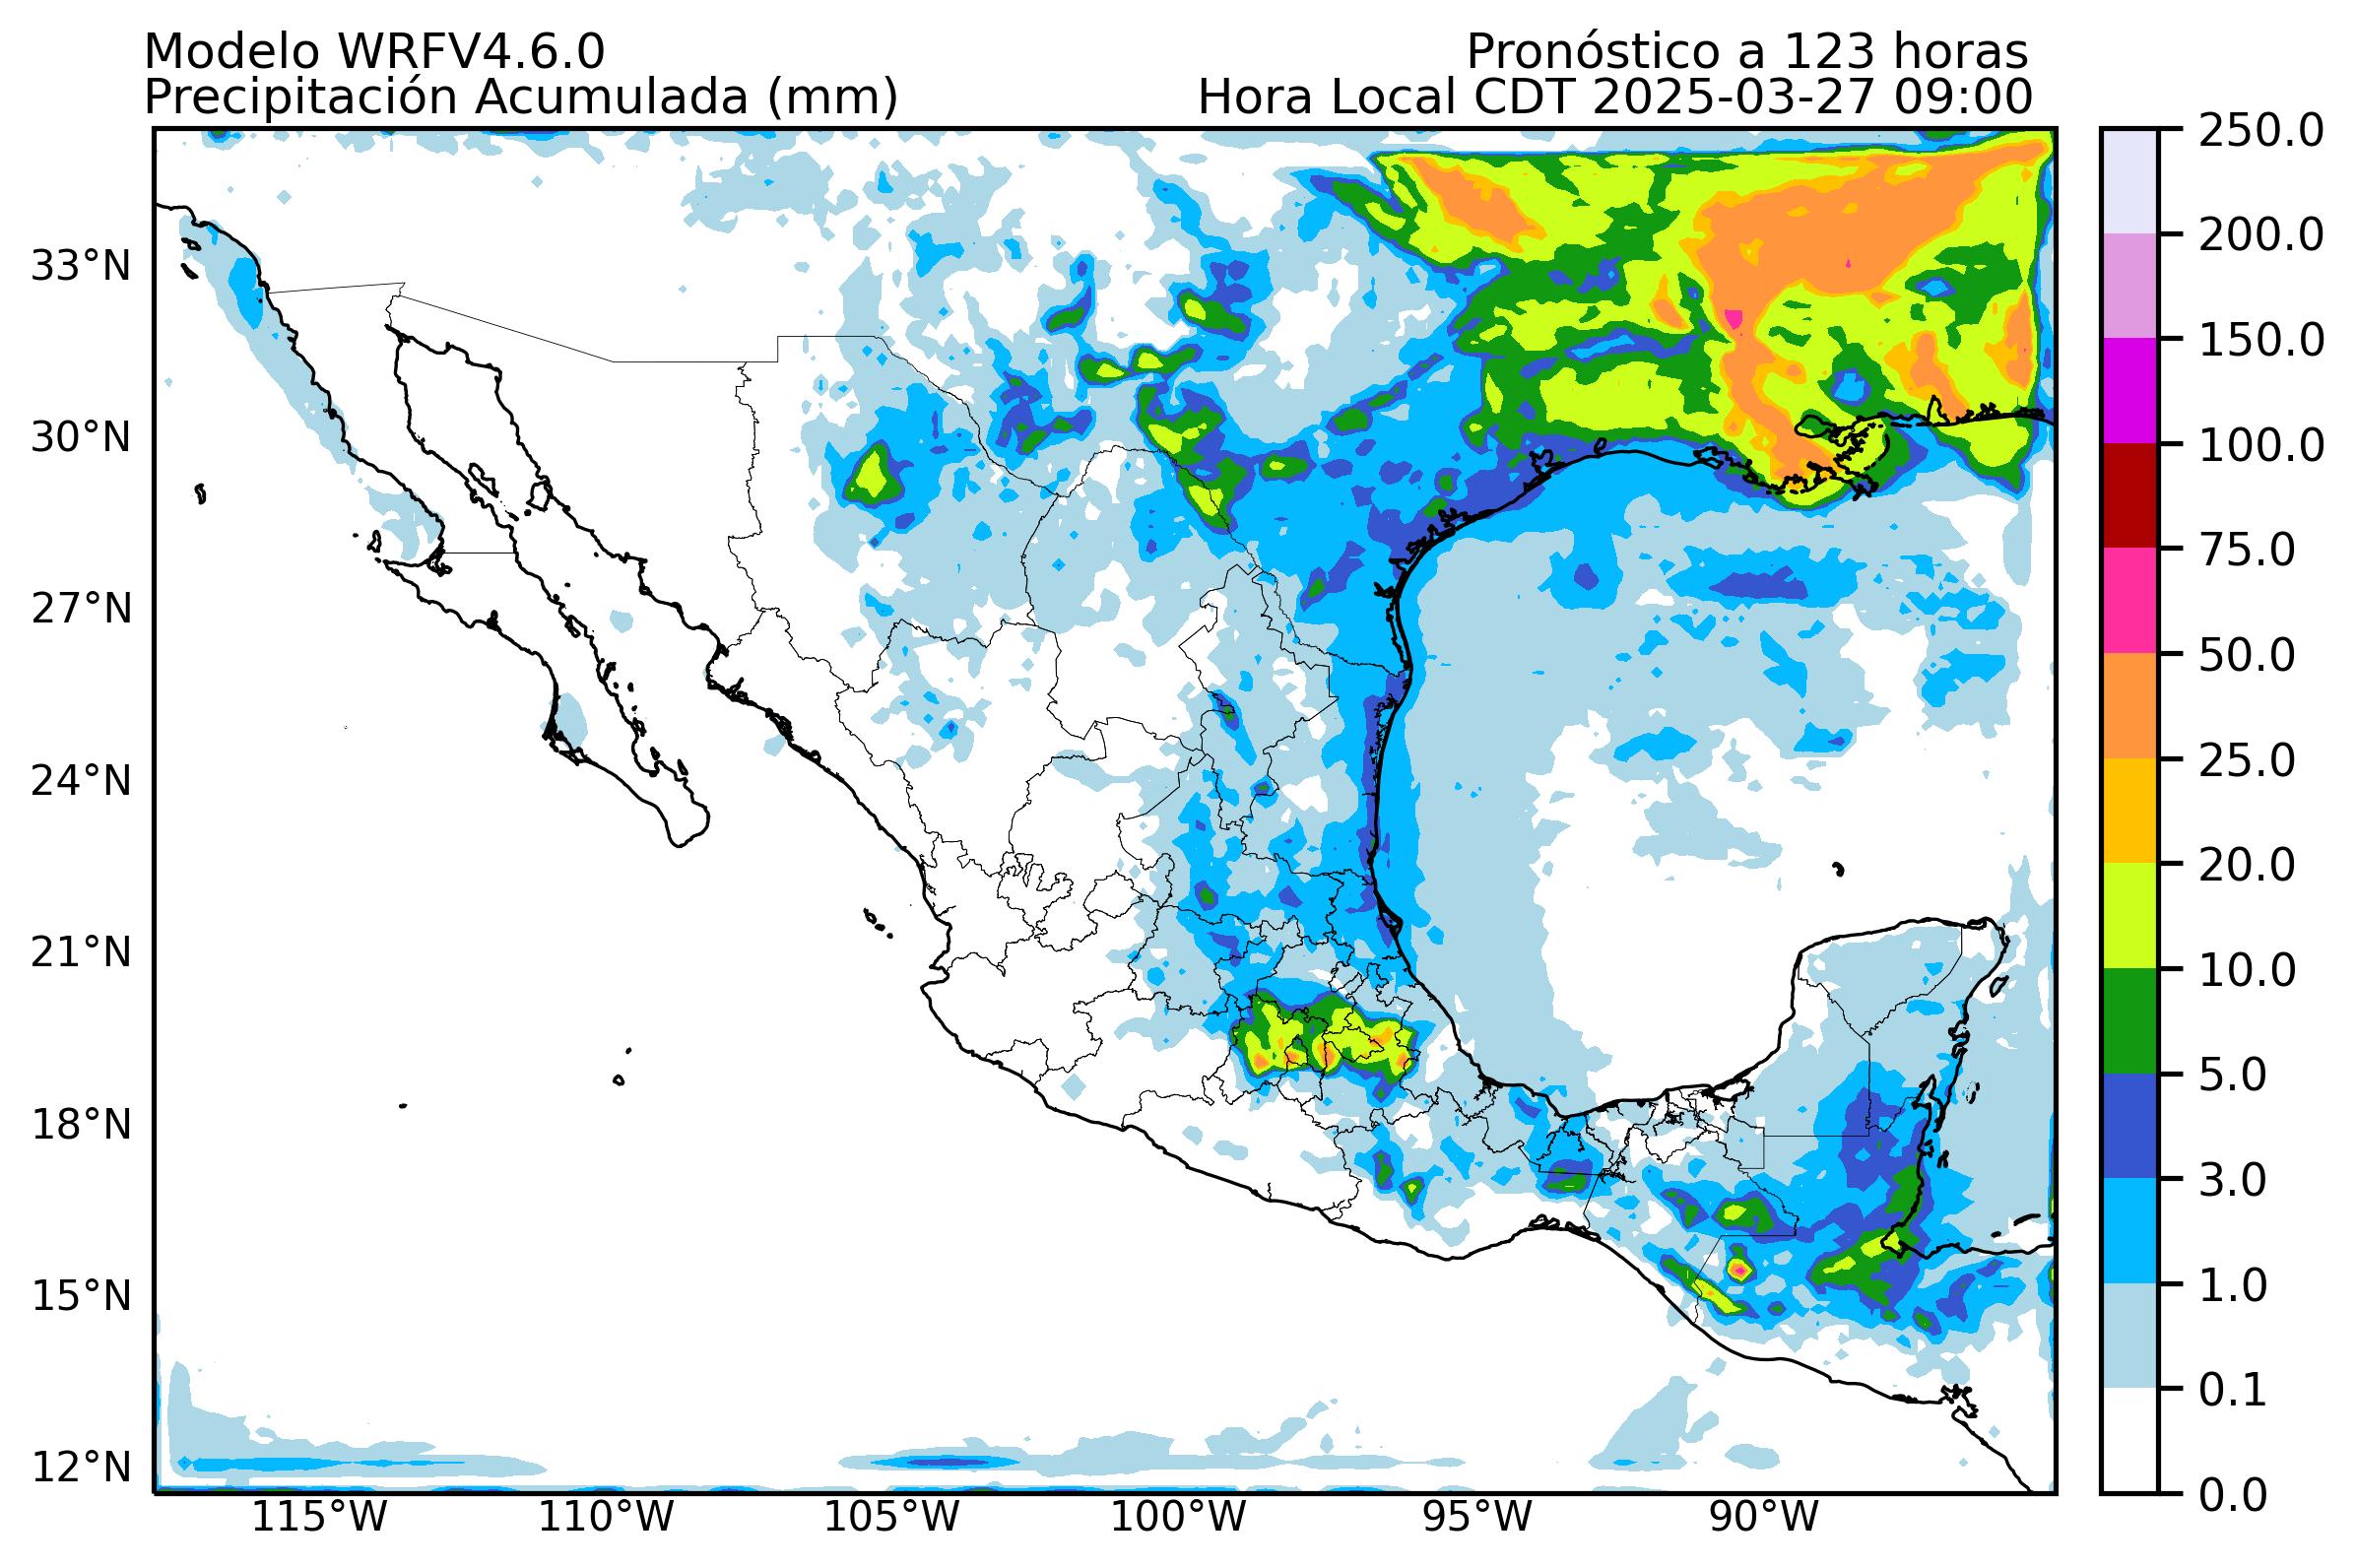 Modelo WRFV4.6.0
Pronóstico a 123 horas
Precipitación Acumulada (mm)
Hora Local CDT 2025-03-27 09:00
33°N
30°N
27°N
24°N
21°N
18°N
15°N
12°N
115°W
110°W
105°W
100°W
95°W
90°W
250.0
200.0
150.0
100.0
75.0
50.0
25.0
20.0
10.0
5.0
3.0
1.0
0.1
0.0